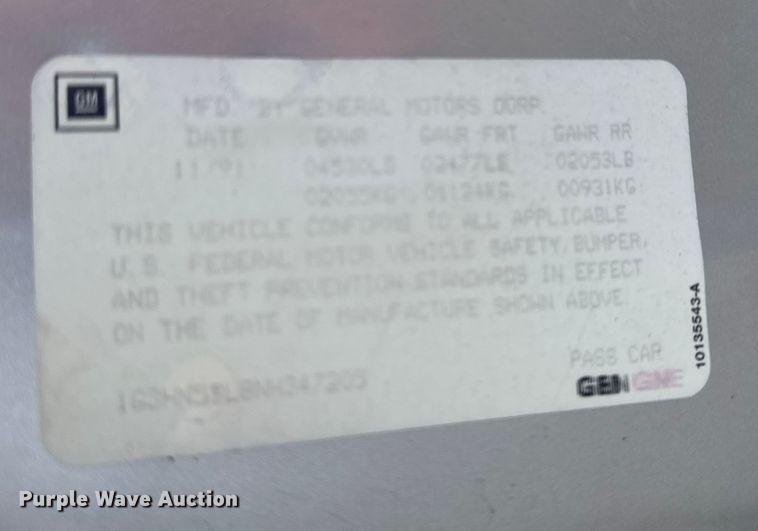 GM
MFD BY GENERAL MOTORS CORP
DATE GVWR GAWR FRT GAWR RR
11/91 04530LB 02477LB 02053LB
02055KG 01124KG 00931KG
THIS VEHICLE CONFORMS TO ALL APPLICABLE
U.S. FEDERAL MOTOR VEHICLE SAFETY, BUMPER,
AND THEFT PREVENTION STANDARDS IN EFFECT
ON THE DATE OF MANUFACTURE SHOWN ABOVE.
PASS CAR
10135543-A
Purple Wave Auction